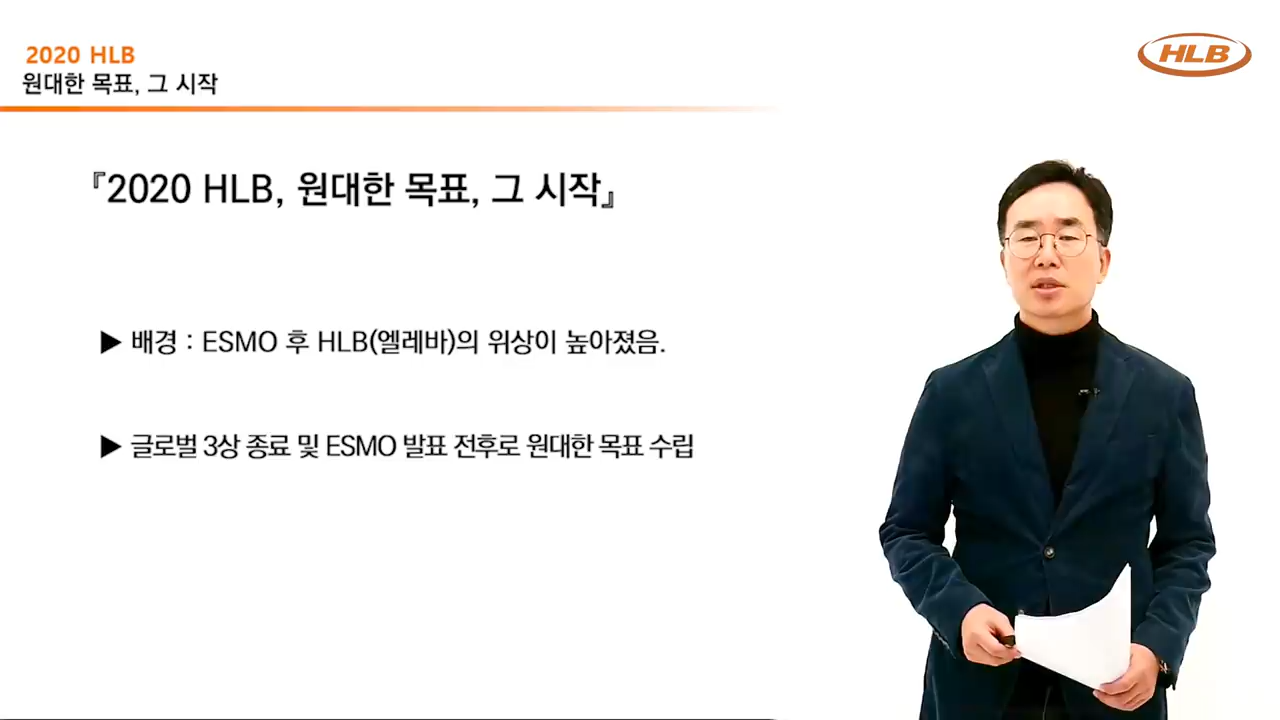 2020 HLB
원대한 목표, 그 시작
HLB
『2020 HLB, 원대한 목표, 그 시작』
▶ 배경 : ESMO 후 HLB(엘레바)의 위상이 높아졌음.
▶ 글로벌 3상 종료 및 ESMO 발표 전후로 원대한 목표 수립